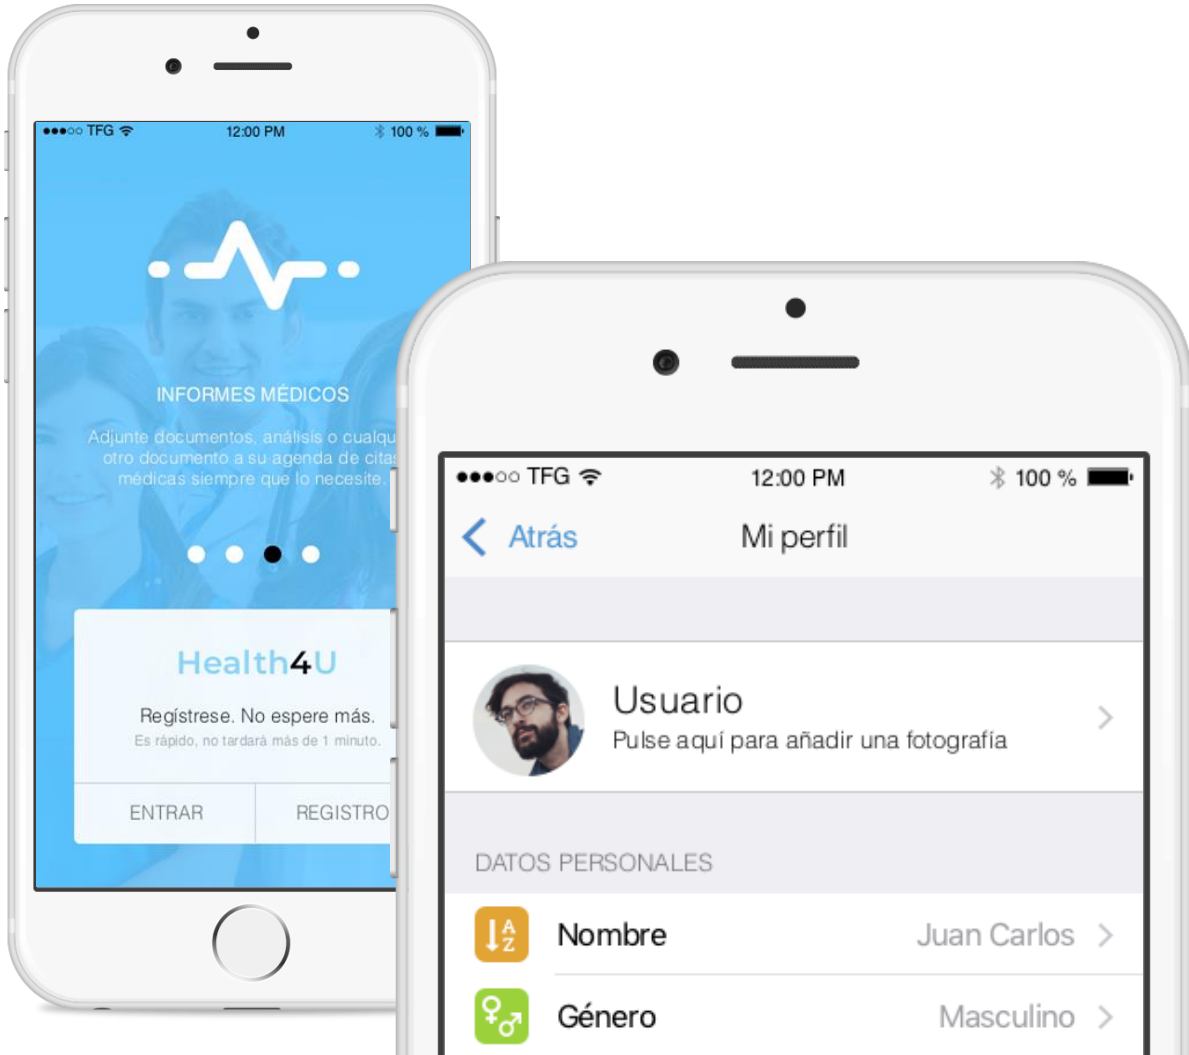 TFG
12:00 PM
100 %
INFORMES MÉDICOS
Adjunte documentos, análisis o cualqu
otro documento a su agenda de citas
médicas siempre que lo necesite.
Health4U
Regístrese. No espere más.
Es rápido, no tardará más de 1 minuto.
ENTRAR
REGISTRO
TFG
12:00 PM
100 %
Atrás
Mi perfil
Usuario
Pulse aquí para añadir una fotografía
DATOS PERSONALES
A
Z
Nombre
Juan Carlos
Género
Masculino